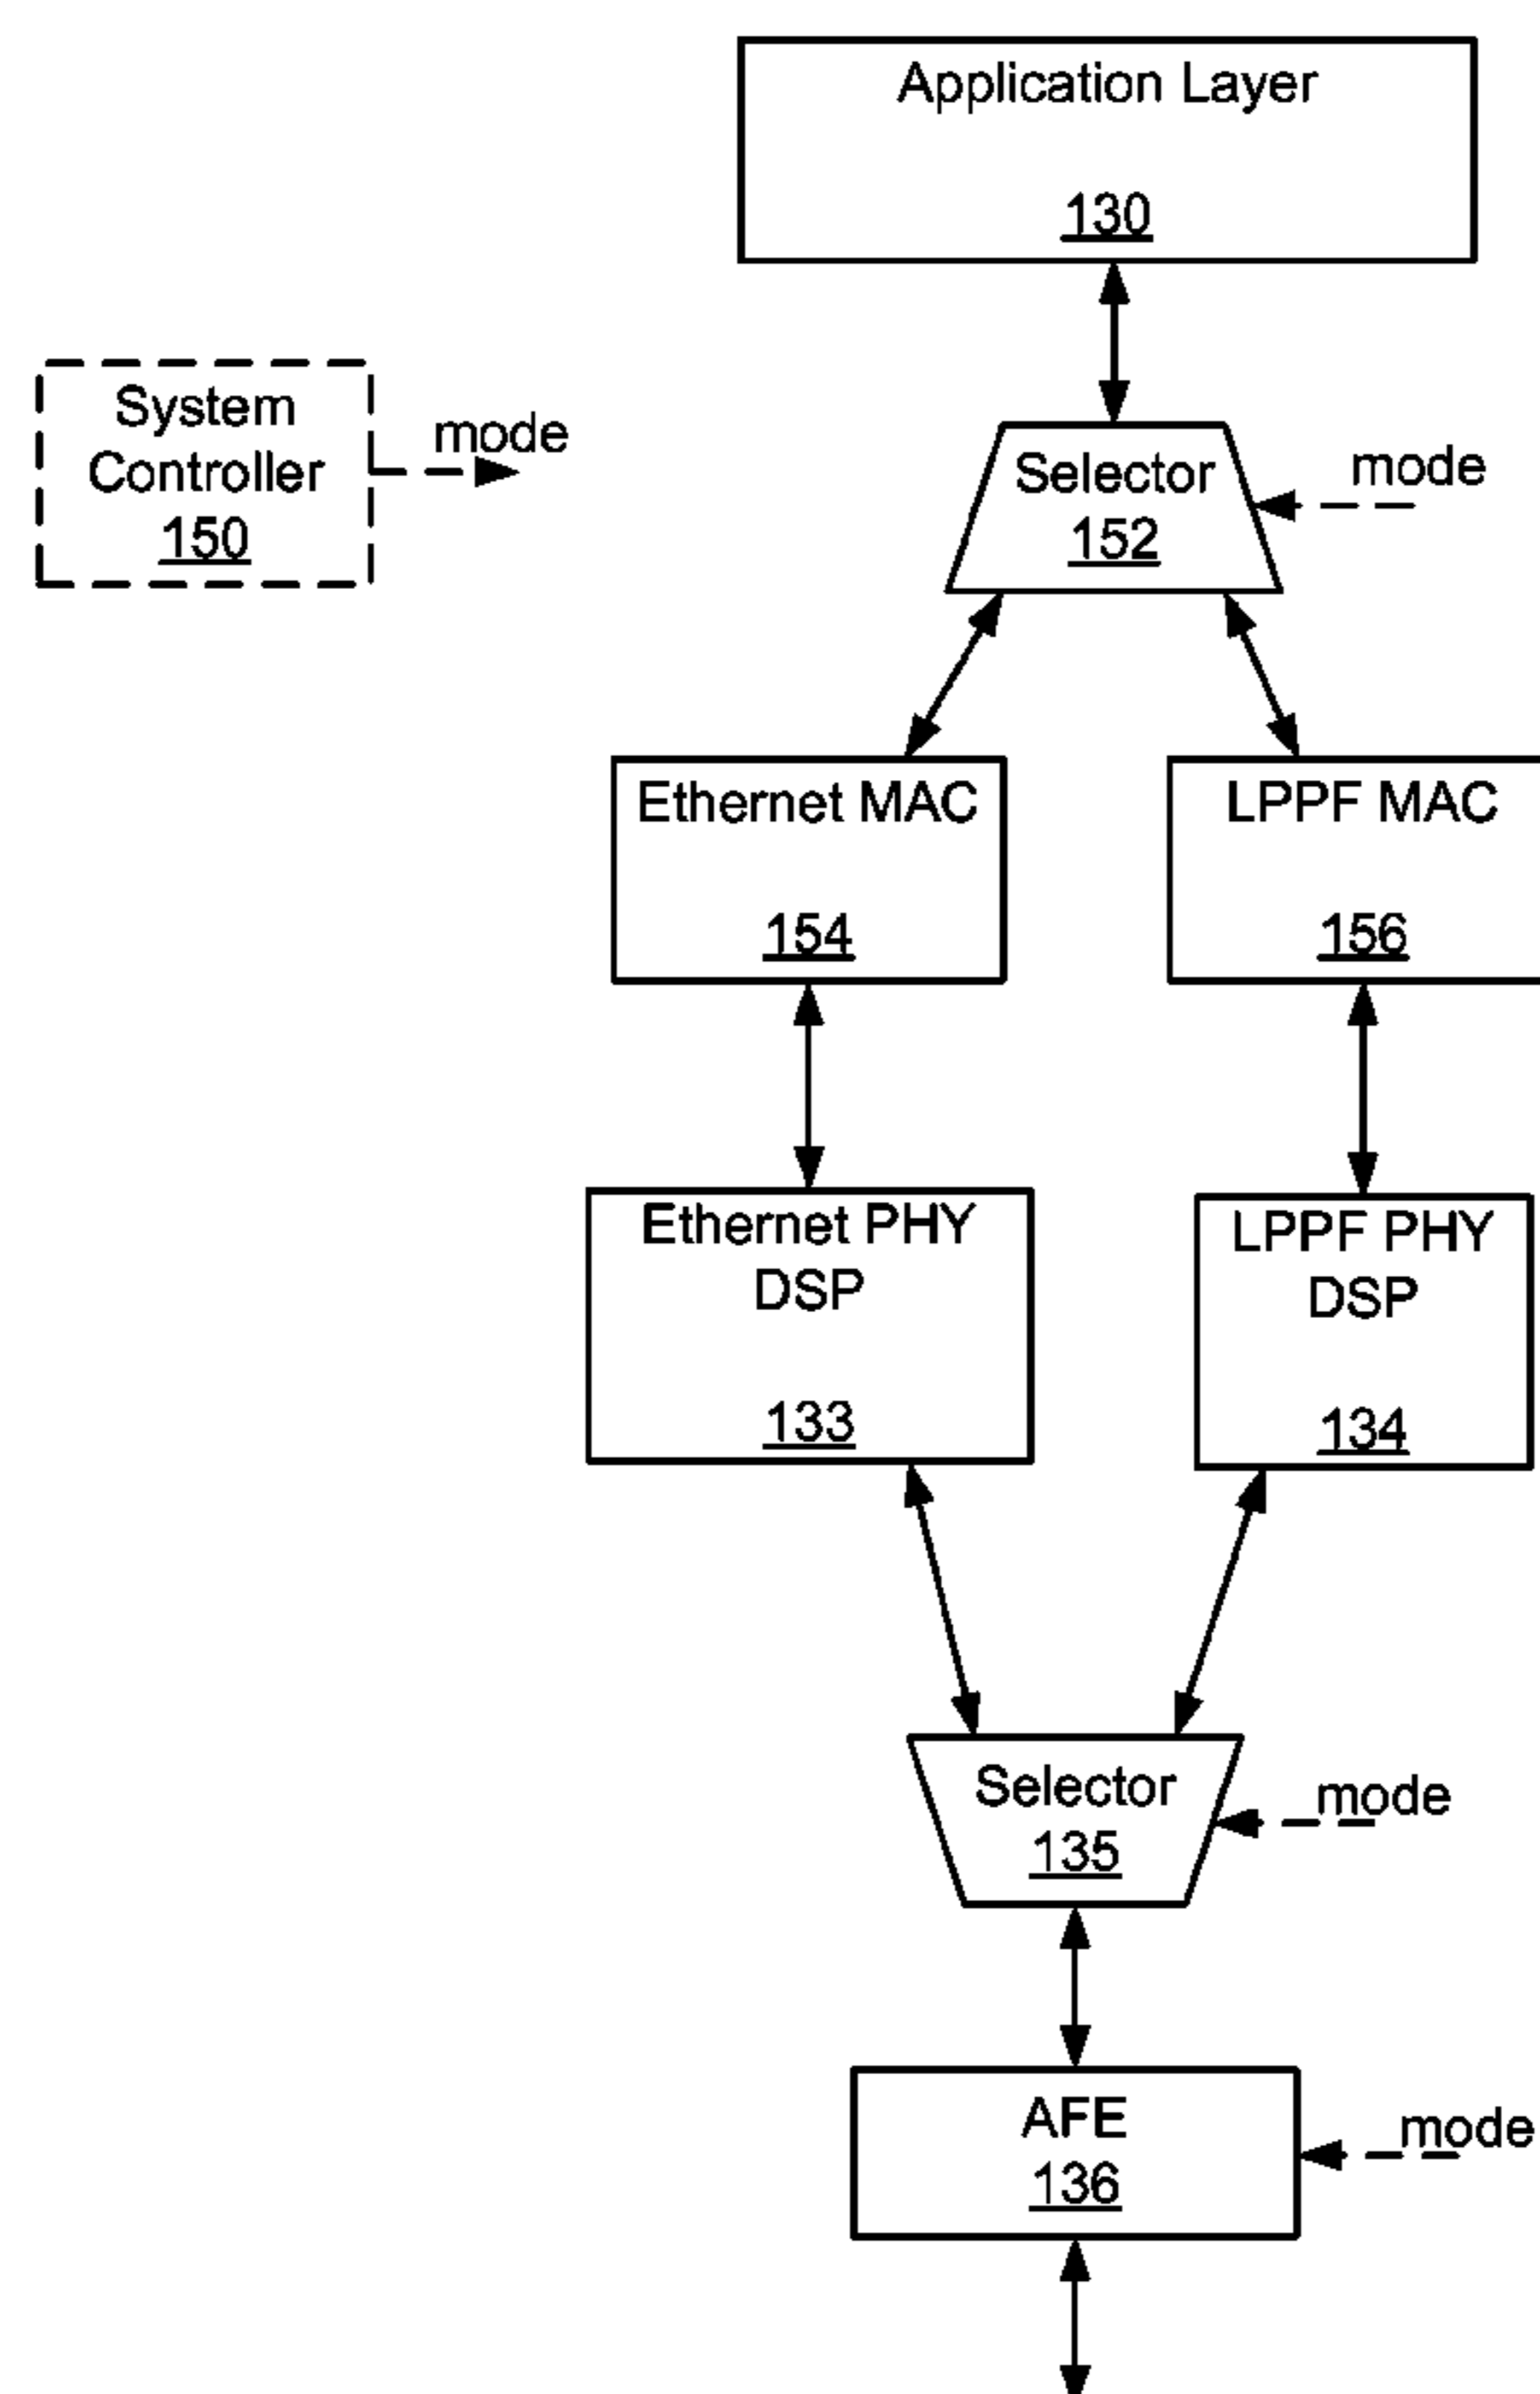 Application Layer
130
System
Controller
150
mode
Selector
152
mode
Ethernet MAC
154
LPPF MAC
156
Ethernet PHY
DSP
133
LPPF PHY
DSP
134
Selector
135
mode
AFE
136
mode